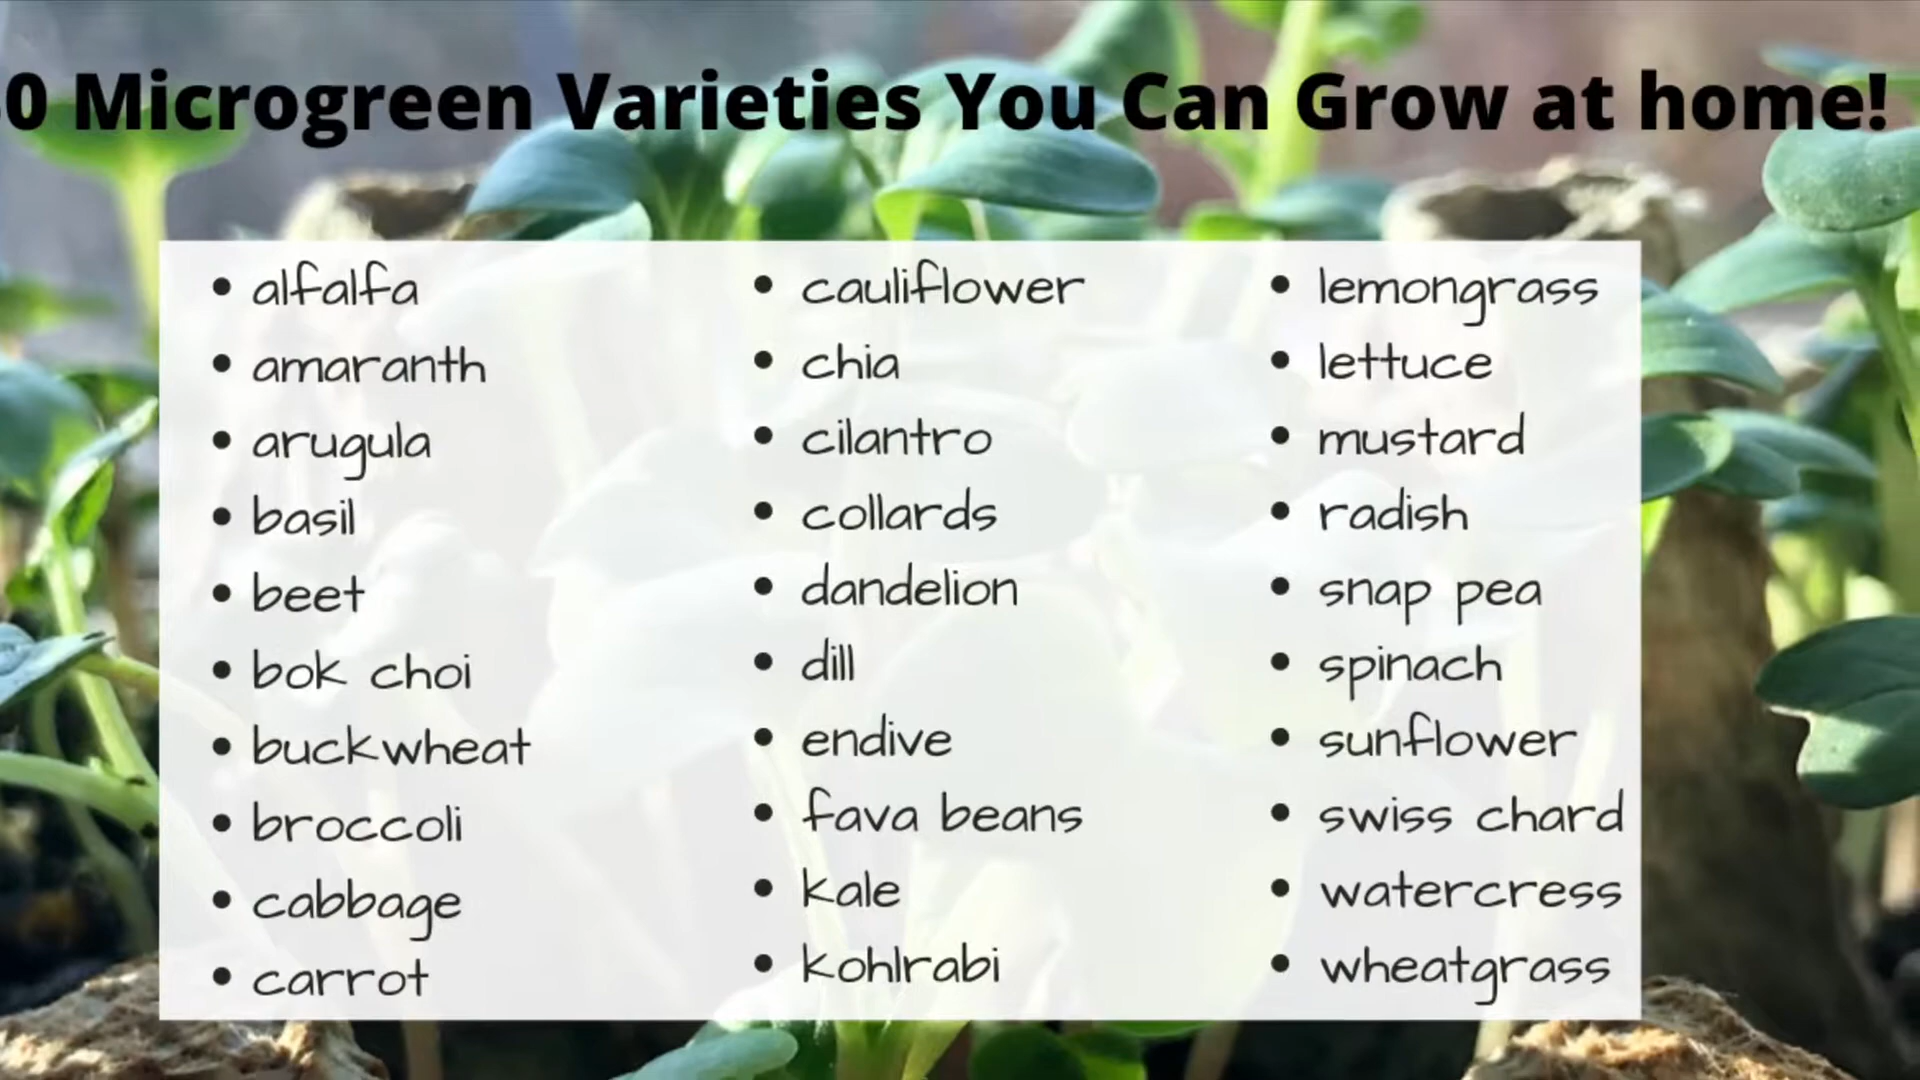 0 Microgreen Varieties You Can Grow at home!
alfalfa
amaranth
arugula
basil
beet
bok choi
buckwheat
broccoli
cabbage
carrot
cauliflower
chia
cilantro
collards
dandelion
dill
endive
fava beans
kale
kohlrabi
lemongrass
lettuce
mustard
radish
snap pea
spinach
sunflower
swiss chard
watercress
wheatgrass